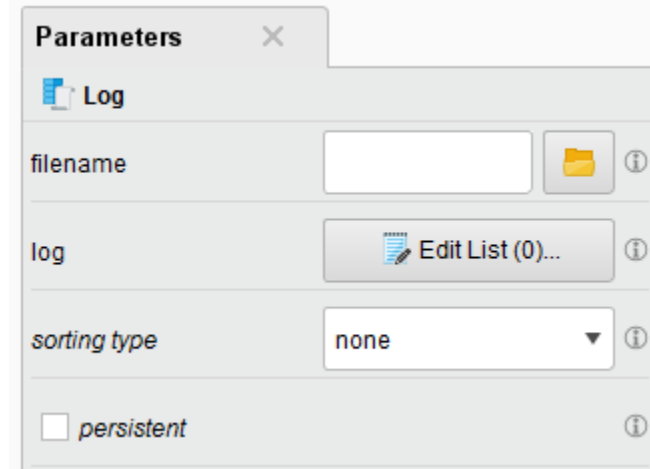 Parameters
Log
filename
log
Edit List (0)...
sorting type
none
persistent